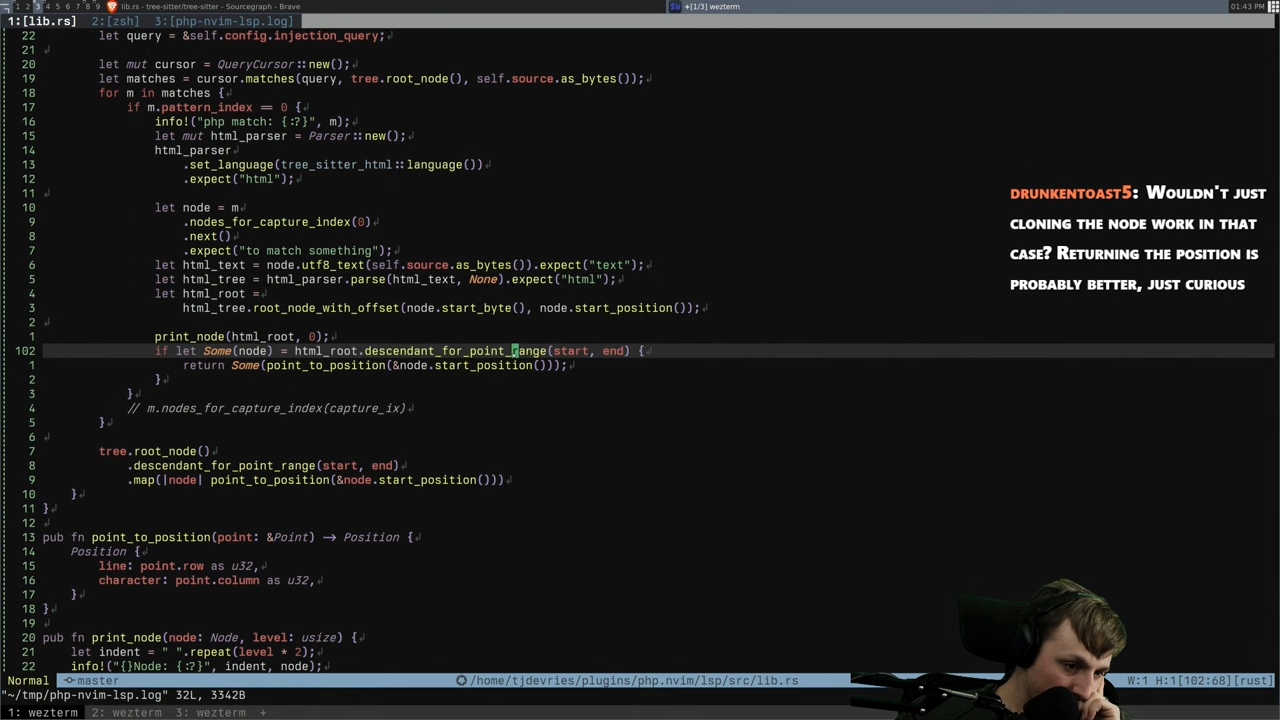 1 2 3 4 5 6 7 8 9 lib.rs - tree-sitter/tree-sitter - Sourcegraph - Brave +[1/3] wezterm 01:43 PM
1:[lib.rs] 2:[zsh] 3:[php-nvim-lsp.log]
22 let query = &self.config.injection_query;
21
20 let mut cursor = QueryCursor::new();
19 let matches = cursor.matches(query, tree.root_node(), self.source.as_bytes());
18 for m in matches {
17 if m.pattern_index == 0 {
16 info!("php match: {:?}", m);
15 let mut html_parser = Parser::new();
14 html_parser
13 .set_language(tree_sitter_html::language())
12 .expect("html");
11
10 let node = m
9 .nodes_for_capture_index(0)
8 .next()
7 .expect("to match something");
6 let html_text = node.utf8_text(self.source.as_bytes()).expect("text");
5 let html_tree = html_parser.parse(html_text, None).expect("html");
4 let html_root =
3 html_tree.root_node_with_offset(node.start_byte(), node.start_position());
2
1 print_node(html_root, 0);
102 if let Some(node) = html_root.descendant_for_point_range(start, end) {
1 return Some(point_to_position(&node.start_position()));
2 }
3 }
4 // m.nodes_for_capture_index(capture_ix)
5 }
6
7 tree.root_node()
8 .descendant_for_point_range(start, end)
9 .map(|node| point_to_position(&node.start_position()))
10 }
11 }
12
13 pub fn point_to_position(point: &Point) -> Position {
14 Position {
15 line: point.row as u32,
16 character: point.column as u32,
17 }
18 }
19
20 pub fn print_node(node: Node, level: usize) {
21 let indent = " ".repeat(level * 2);
22 info!("{}Node: {:?}", indent, node);
Normal master /home/tjdevries/plugins/php.nvim/lsp/src/lib.rs W:1 H:1[102:68][rust]
"~/tmp/php-nvim-lsp.log" 32L, 3342B
1: wezterm 2: wezterm 3: wezterm +
DRUNKENTOAST5: WOULDN'T JUST
CLONING THE NODE WORK IN THAT
CASE? RETURNING THE POSITION IS
PROBABLY BETTER, JUST CURIOUS